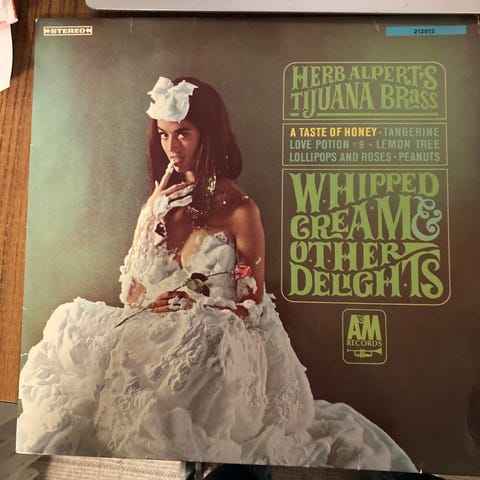 STEREO
212012
HERB ALPERT'S
TIJUANA BRASS
A TASTE OF HONEY • TANGERINE
LOVE POTION #9 • LEMON TREE
LOLLIPOPS AND ROSES • PEANUTS
WHIPPED
CREAM &
OTHER
DELIGHTS
A&M
RECORDS